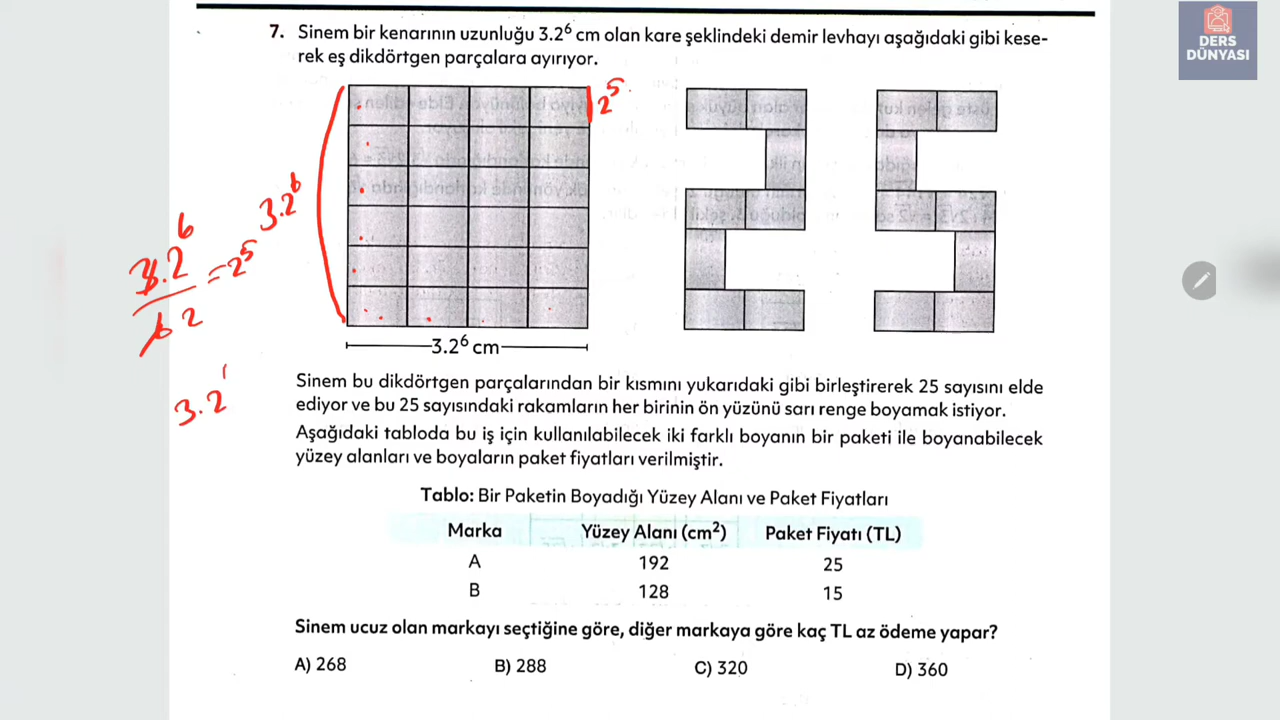 DERS
DÜNYASI
7. Sinem bir kenarının uzunluğu 3.2⁶ cm olan kare şeklindeki demir levhayı aşağıdaki gibi kese-
rek eş dikdörtgen parçalara ayırıyor.
2⁵
3.2⁶
3.2⁶
6 2
= 2⁵
3.2¹
3.2⁶ cm
Sinem bu dikdörtgen parçalarından bir kısmını yukarıdaki gibi birleştirerek 25 sayısını elde
ediyor ve bu 25 sayısındaki rakamların her birinin ön yüzünü sarı renge boyamak istiyor.
Aşağıdaki tabloda bu iş için kullanılabilecek iki farklı boyanın bir paketi ile boyanabilecek
yüzey alanları ve boyaların paket fiyatları verilmiştir.
Tablo: Bir Paketin Boyadığı Yüzey Alanı ve Paket Fiyatları
Marka Yüzey Alanı (cm²) Paket Fiyatı (TL)
A 192 25
B 128 15
Sinem ucuz olan markayı seçtiğine göre, diğer markaya göre kaç TL az ödeme yapar?
A) 268 B) 288 C) 320 D) 360